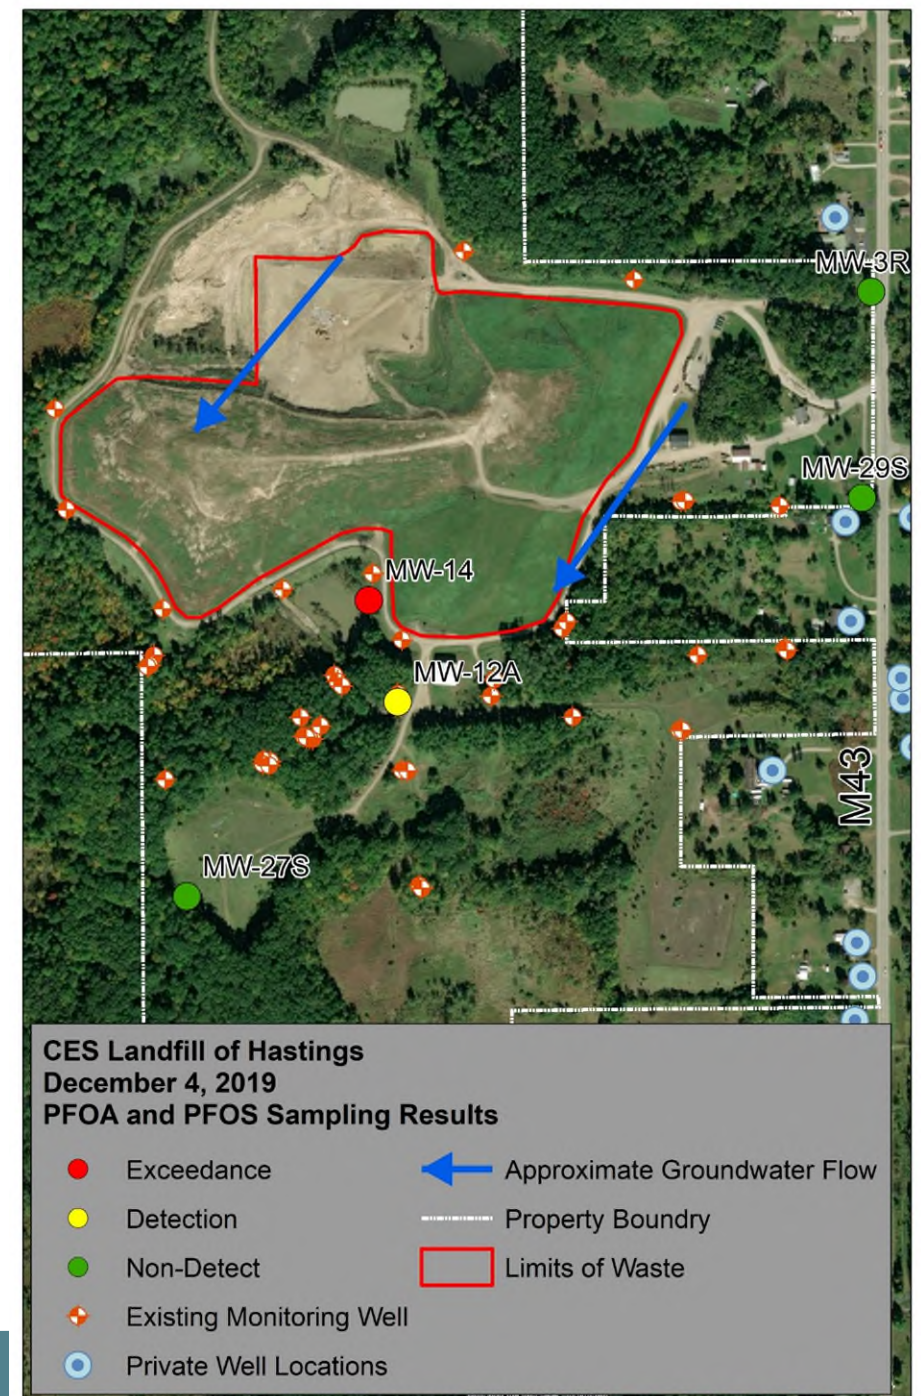 MW-3R
MW-29S
MW-14
MW-12A
M43
MW-27S
CES Landfill of Hastings
December 4, 2019
PFOA and PFOS Sampling Results
Exceedance
Detection
Non-Detect
Existing Monitoring Well
Private Well Locations
Approximate Groundwater Flow
Property Boundry
Limits of Waste